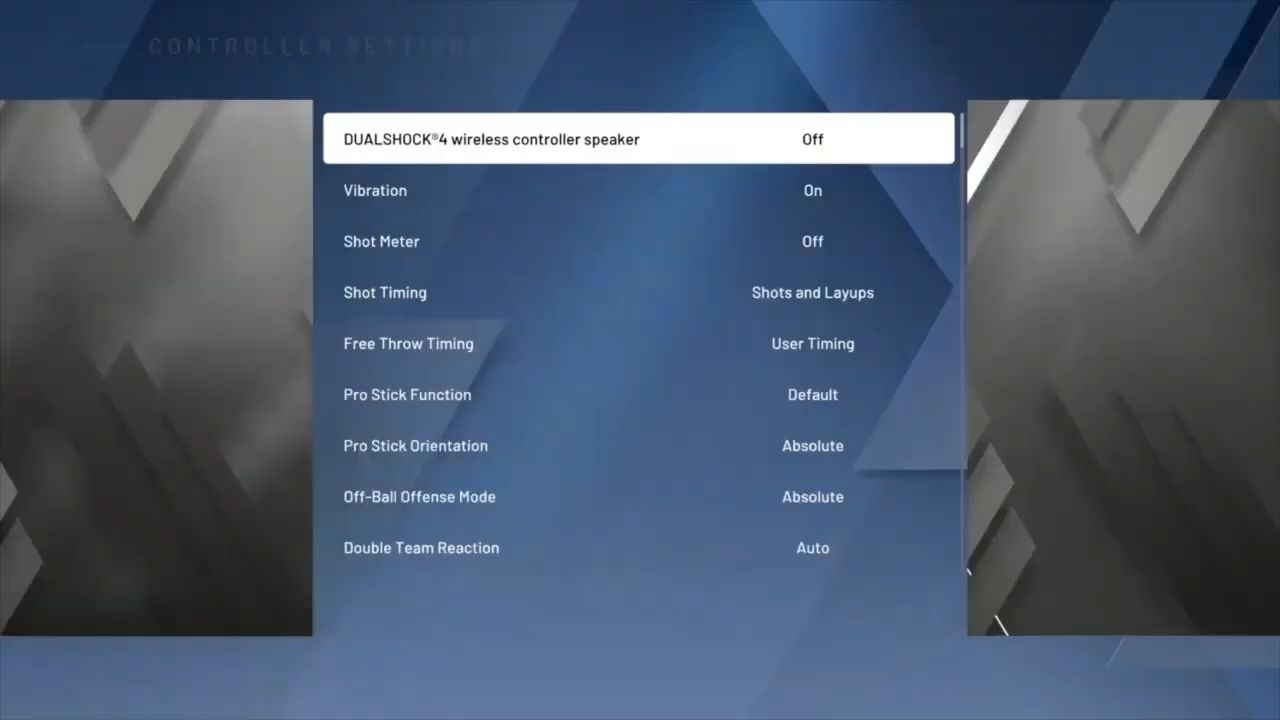 CONTROLLER SETTINGS
DUALSHOCK®4 wireless controller speaker Off
Vibration On
Shot Meter Off
Shot Timing Shots and Layups
Free Throw Timing User Timing
Pro Stick Function Default
Pro Stick Orientation Absolute
Off-Ball Offense Mode Absolute
Double Team Reaction Auto